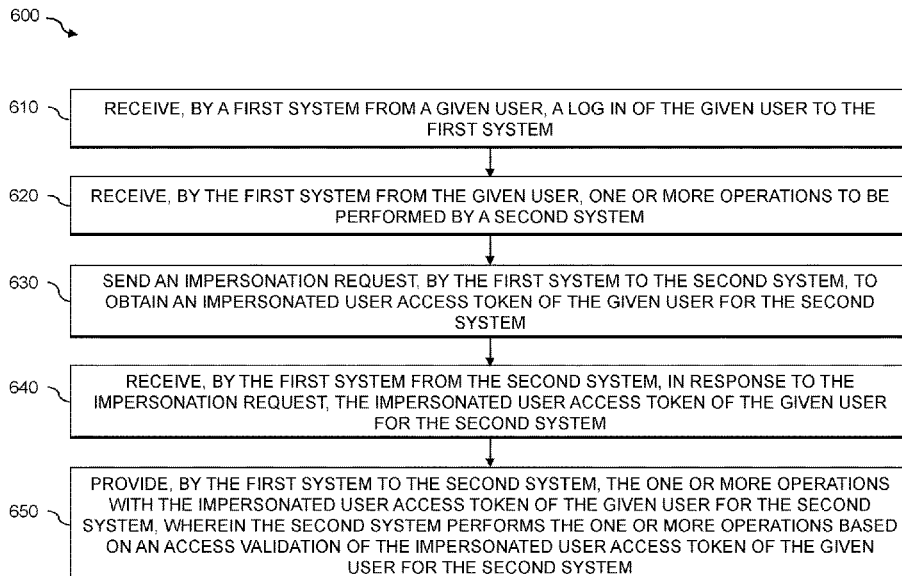 600
610
RECEIVE, BY A FIRST SYSTEM FROM A GIVEN USER, A LOG IN OF THE GIVEN USER TO THE
FIRST SYSTEM
620
RECEIVE, BY THE FIRST SYSTEM FROM THE GIVEN USER, ONE OR MORE OPERATIONS TO BE
PERFORMED BY A SECOND SYSTEM
630
SEND AN IMPERSONATION REQUEST, BY THE FIRST SYSTEM TO THE SECOND SYSTEM, TO
OBTAIN AN IMPERSONATED USER ACCESS TOKEN OF THE GIVEN USER FOR THE SECOND
SYSTEM
640
RECEIVE, BY THE FIRST SYSTEM FROM THE SECOND SYSTEM, IN RESPONSE TO THE
IMPERSONATION REQUEST, THE IMPERSONATED USER ACCESS TOKEN OF THE GIVEN USER
FOR THE SECOND SYSTEM
650
PROVIDE, BY THE FIRST SYSTEM TO THE SECOND SYSTEM, THE ONE OR MORE OPERATIONS
WITH THE IMPERSONATED USER ACCESS TOKEN OF THE GIVEN USER FOR THE SECOND
SYSTEM, WHEREIN THE SECOND SYSTEM PERFORMS THE ONE OR MORE OPERATIONS BASED
ON AN ACCESS VALIDATION OF THE IMPERSONATED USER ACCESS TOKEN OF THE GIVEN
USER FOR THE SECOND SYSTEM